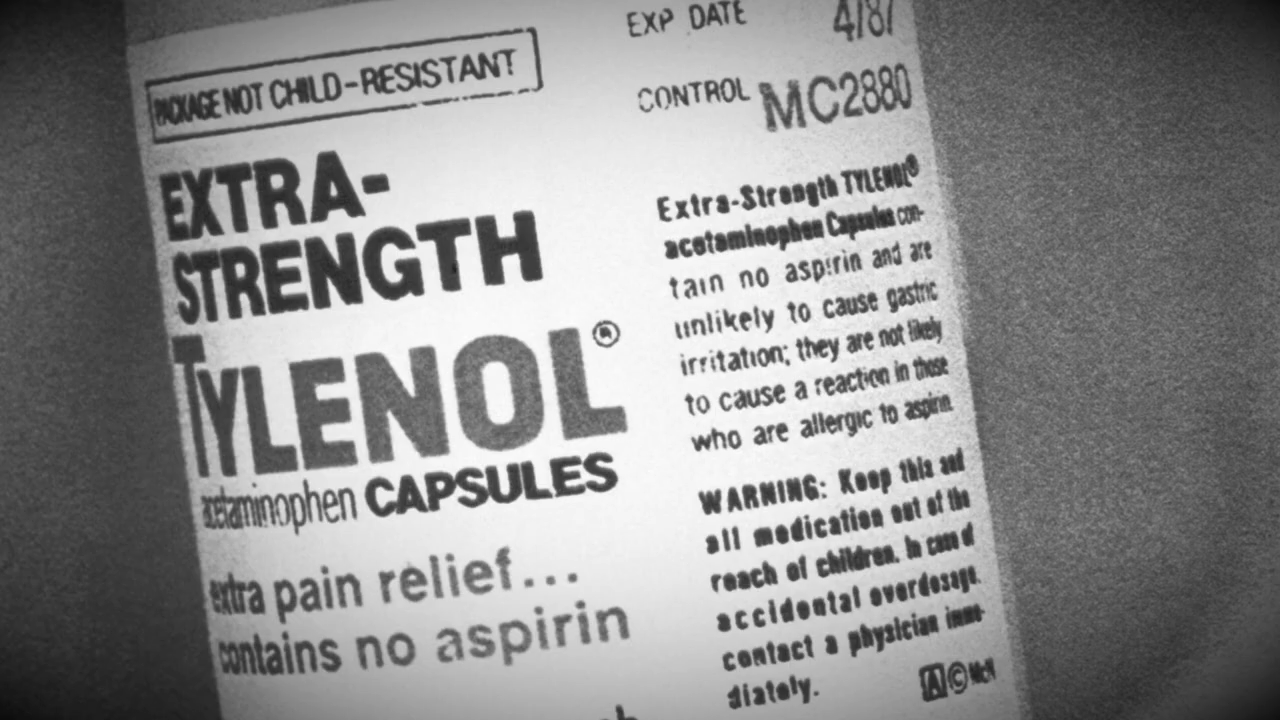 PACKAGE NOT CHILD-RESISTANT
EXTRA-
STRENGTH
TYLENOL®
acetaminophen CAPSULES
extra pain relief...
contains no aspirin
EXP DATE 4/87
CONTROL MC2880
Extra-Strength TYLENOL®
acetaminophen Capsules con-
tain no aspirin and are
unlikely to cause gastric
irritation; they are not likely
to cause a reaction in those
who are allergic to aspirin.
WARNING: Keep this and
all medication out of the
reach of children. In case of
accidental overdosage,
contact a physician imme-
diately.
A © McN